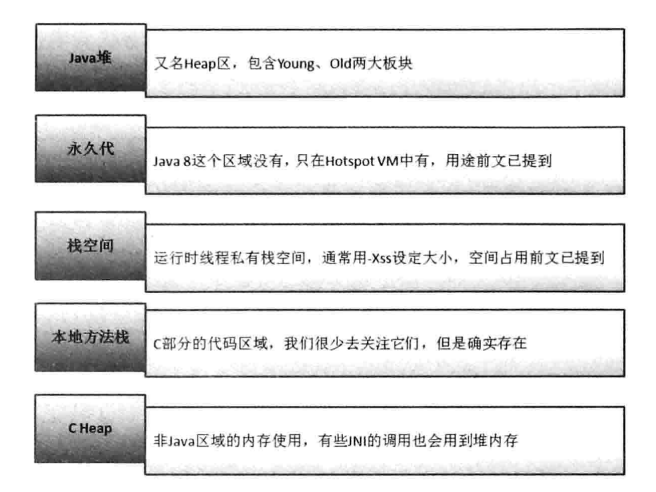 Java堆
又名Heap区，包含Young、Old两大板块
永久代
Java 8这个区域没有，只在Hotspot VM中有，用途前文已提到
栈空间
运行时线程私有栈空间，通常用-Xss设定大小，空间占用前文已提到
本地方法栈
C部分的代码区域，我们很少去关注它们，但是确实存在
C Heap
非Java区域的内存使用，有些JNI的调用也会用到堆内存